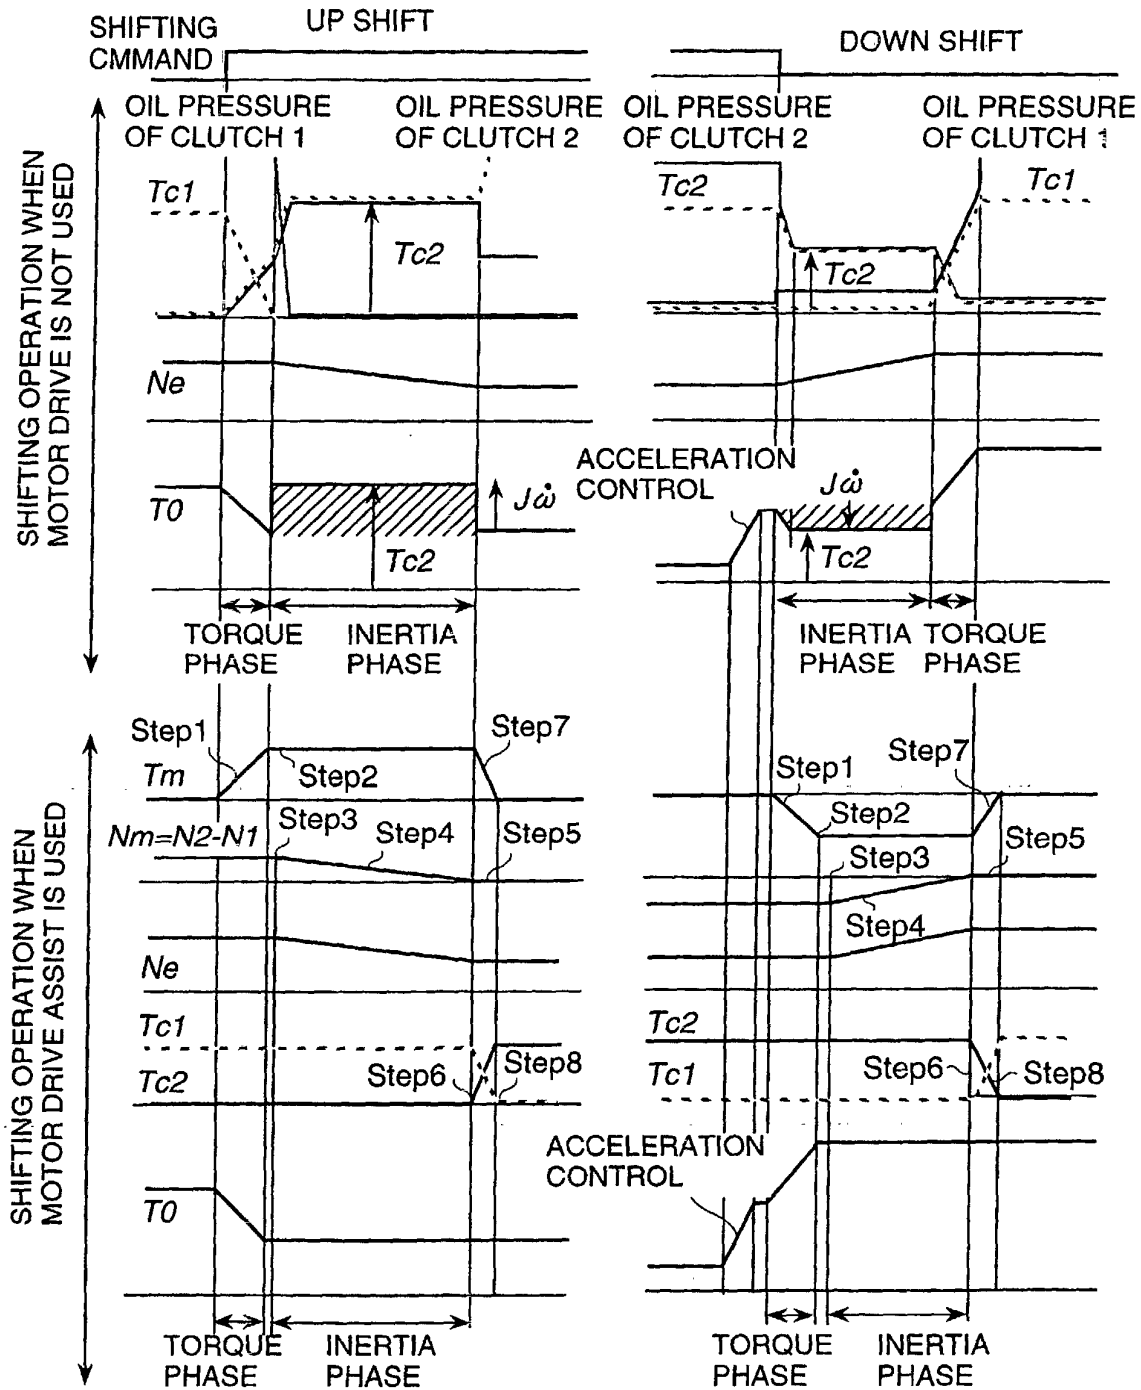 UP SHIFT
SHIFTING
CMMAND
DOWN SHIFT
OIL PRESSURE
OF CLUTCH 1
OIL PRESSURE
OF CLUTCH 2
OIL PRESSURE
OF CLUTCH 2
OIL PRESSURE
OF CLUTCH 1
SHIFTING OPERATION WHEN
MOTOR DRIVE IS NOT USED
Tc1
Tc2
Tc2
Tc1
Tc2
Ne
ACCELERATION
CONTROL
T0
Jω̇
Tc2
Jω̇
Tc2
TORQUE
PHASE
INERTIA
PHASE
INERTIA
PHASE
TORQUE
PHASE
SHIFTING OPERATION WHEN
MOTOR DRIVE ASSIST IS USED
Step1
Step7
Tm
Step2
Step1
Step7
Step2
Nm=N2-N1
Step3
Step4
Step5
Step3
Step5
Step4
Ne
Tc1
Tc2
Step6
Step8
Tc2
Tc1
Step6
Step8
ACCELERATION
CONTROL
T0
TORQUE
PHASE
INERTIA
PHASE
TORQUE
PHASE
INERTIA
PHASE